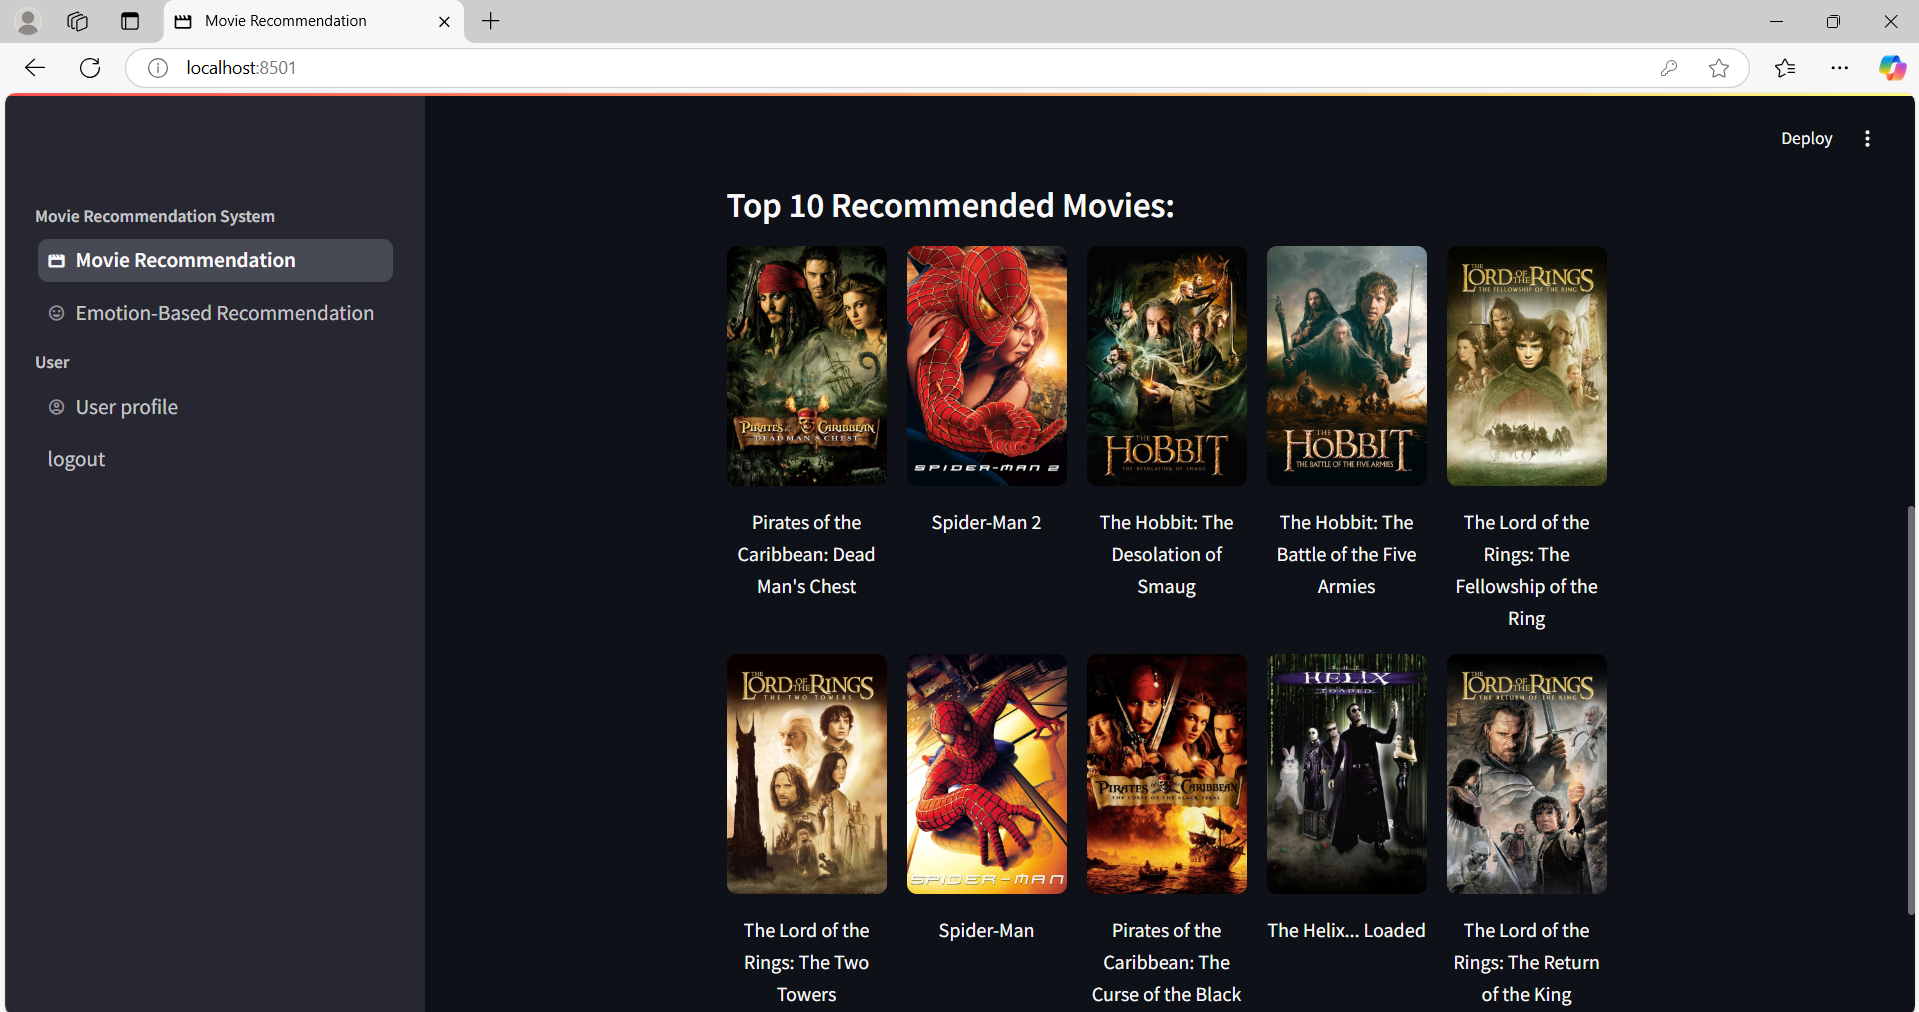 Movie Recommendation
localhost:8501
Deploy
Movie Recommendation System
Movie Recommendation
Emotion-Based Recommendation
User
User profile
logout
Top 10 Recommended Movies:
PIRATES of the CARIBBEAN
DEAD MAN'S CHEST
SPIDER-MAN 2
THE
HOBBIT
THE DESOLATION OF SMAUG
THE
HOBBIT
THE BATTLE OF THE FIVE ARMIES
THE
LORD OF THE RINGS
THE FELLOWSHIP OF THE RING
Pirates of the
Caribbean: Dead
Man's Chest
Spider-Man 2
The Hobbit: The
Desolation of
Smaug
The Hobbit: The
Battle of the Five
Armies
The Lord of the
Rings: The
Fellowship of the
Ring
THE
LORD OF THE RINGS
THE TWO TOWERS
SPIDER-MAN
PIRATES of the CARIBBEAN
THE CURSE OF THE BLACK PEARL
THE
HELIX
LOADED
THE
LORD OF THE RINGS
THE RETURN OF THE KING
The Lord of the
Rings: The Two
Towers
Spider-Man
Pirates of the
Caribbean: The
Curse of the Black
The Helix... Loaded
The Lord of the
Rings: The Return
of the King